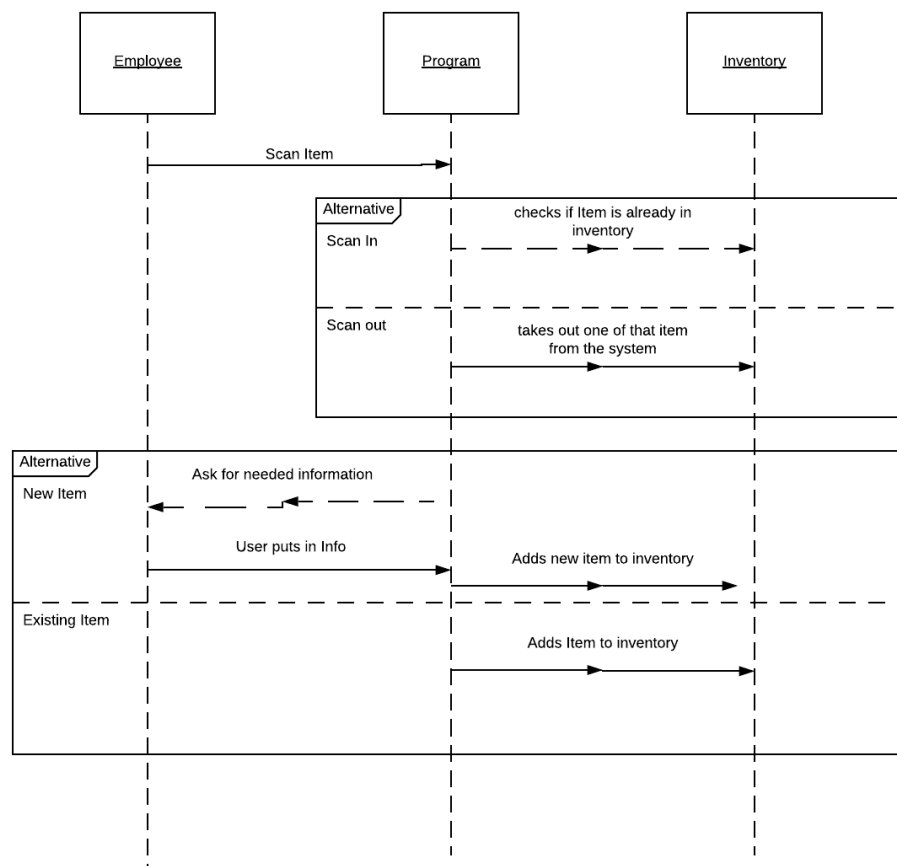 Employee
Program
Inventory
Scan Item
Alternative
checks if Item is already in
inventory
Scan In
Scan out
takes out one of that item
from the system
Alternative
Ask for needed information
New Item
User puts in Info
Adds new item to inventory
Existing Item
Adds Item to inventory